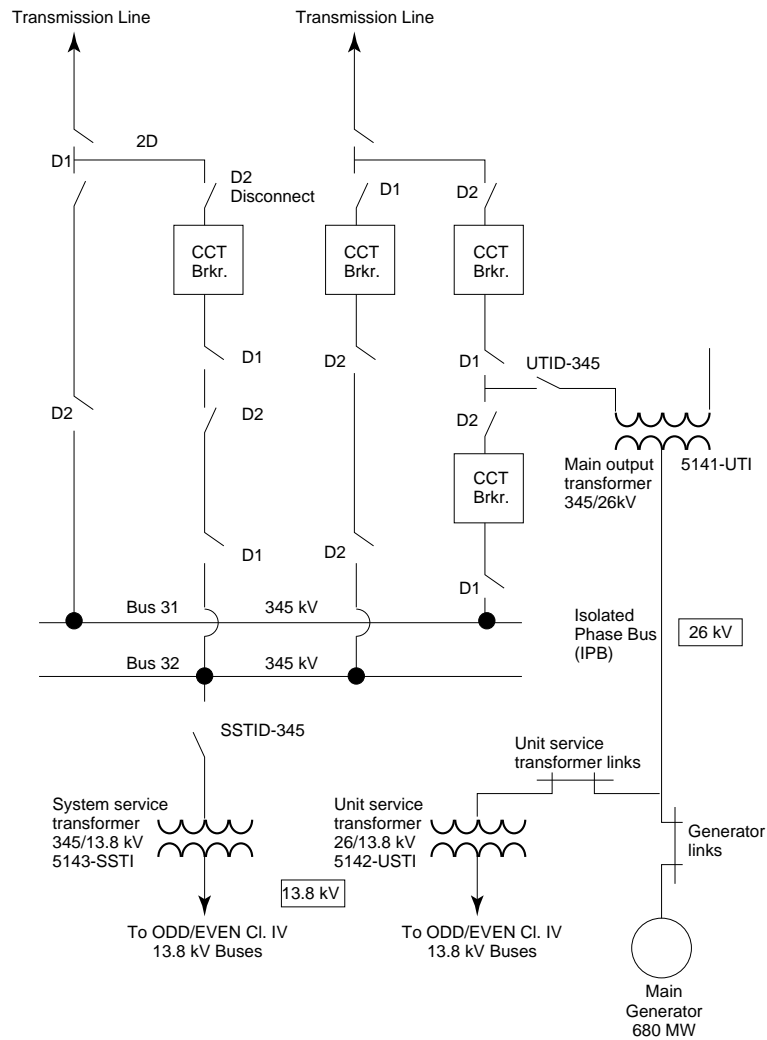 Transmission Line
Transmission Line
2D
D1
D2
Disconnect
D1
D2
CCT
Brkr.
CCT
Brkr.
CCT
Brkr.
D1
D2
D1
UTID-345
D2
D2
D2
Main output
transformer
345/26kV
5141-UTI
CCT
Brkr.
D1
D2
D1
Bus 31
345 kV
Isolated
Phase Bus
(IPB)
26 kV
Bus 32
345 kV
SSTID-345
Unit service
transformer links
System service
transformer
345/13.8 kV
5143-SSTI
Unit service
transformer
26/13.8 kV
5142-USTI
Generator
links
13.8 kV
To ODD/EVEN Cl. IV
13.8 kV Buses
To ODD/EVEN Cl. IV
13.8 kV Buses
Main
Generator
680 MW